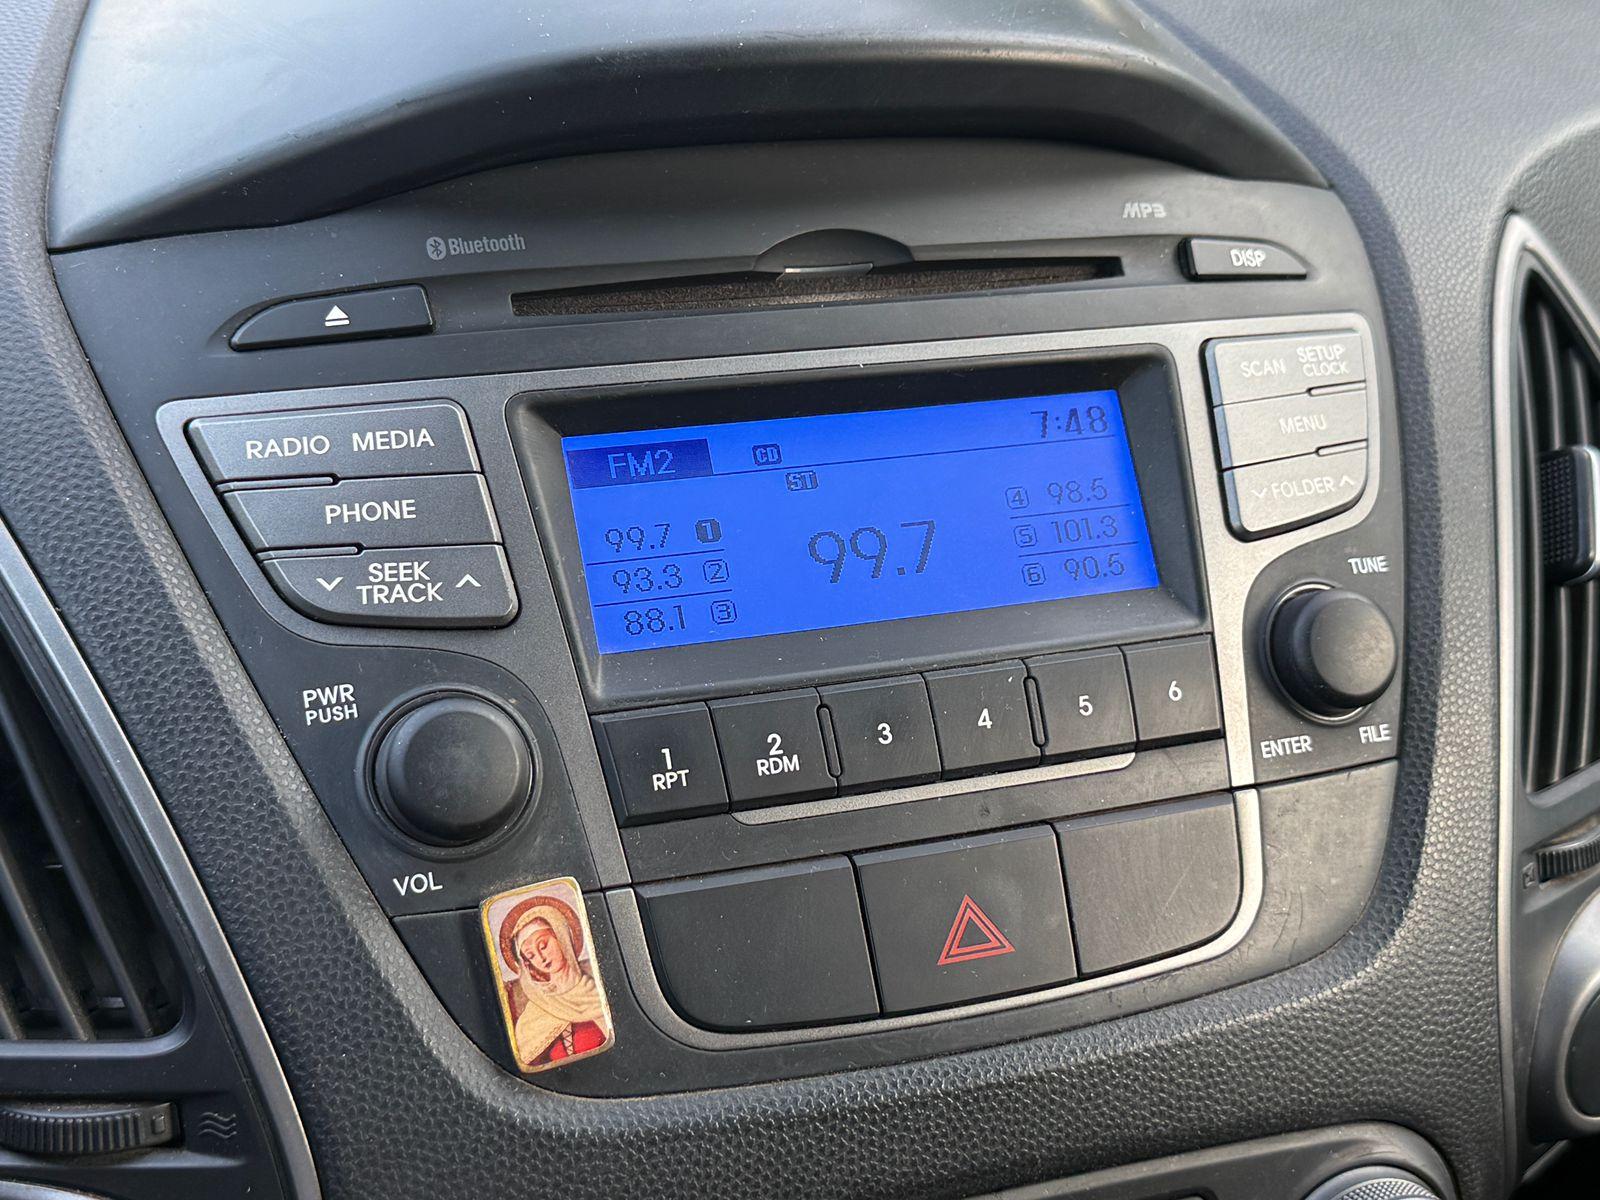 MP3
Bluetooth
DISP
SCAN SETUP
CLOCK
RADIO MEDIA
MENU
PHONE
FOLDER
SEEK
TRACK
7:48
FM2 CD
ST
99.7 1
93.3 2
88.1 3
99.7
4 98.5
5 101.3
6 90.5
TUNE
PWR
PUSH
1
RPT
2
RDM
3
4
5
6
ENTER
FILE
VOL